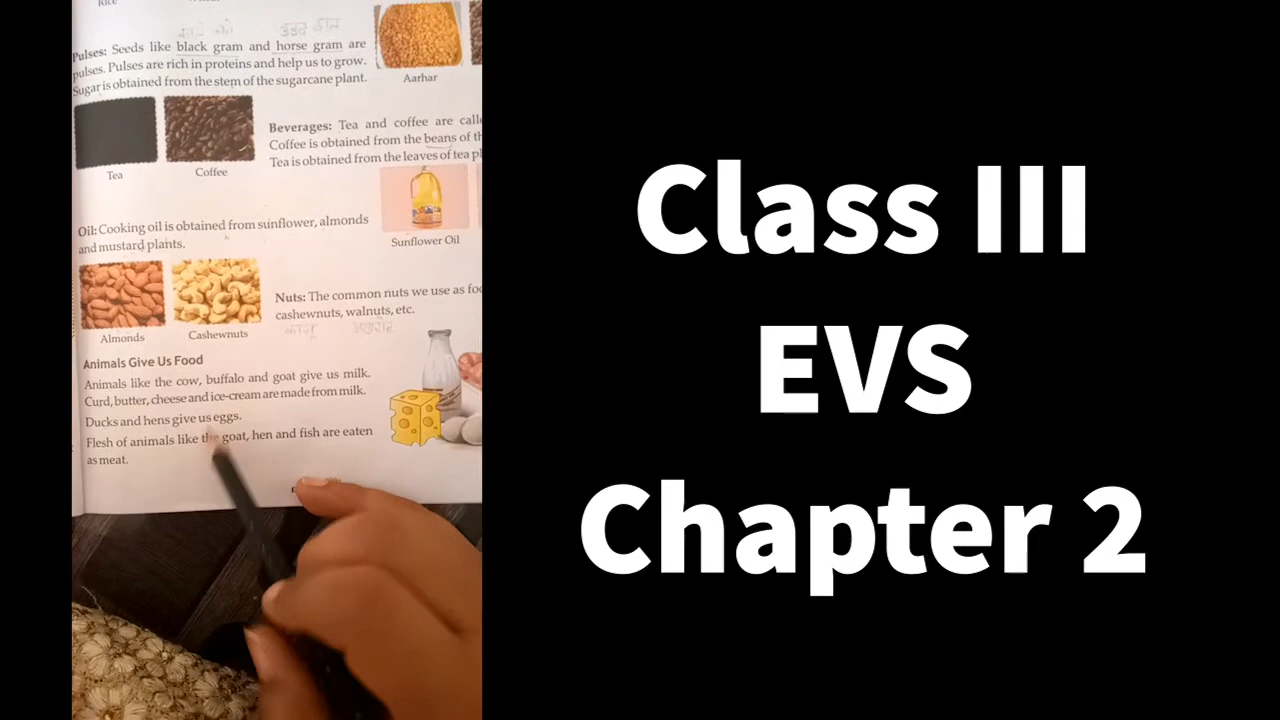 Rice
Pulses: Seeds like black gram and horse gram are
pulses. Pulses are rich in proteins and help us to grow.
Sugar is obtained from the stem of the sugarcane plant.
Aarhar
Beverages: Tea and coffee are
Coffee is obtained from the beans of
Tea is obtained from the leaves of tea
Tea
Coffee
Oil: Cooking oil is obtained from sunflower, almonds
and mustard plants.
Sunflower Oil
Nuts: The common nuts we use as
cashewnuts, walnuts, etc.
काजू अखरोट
Almonds
Cashewnuts
Animals Give Us Food
Animals like the cow, buffalo and goat give us milk.
Curd, butter, cheese and ice-cream are made from milk.
Ducks and hens give us eggs.
Flesh of animals like the goat, hen and fish are eaten
as meat.
Class III
EVS
Chapter 2